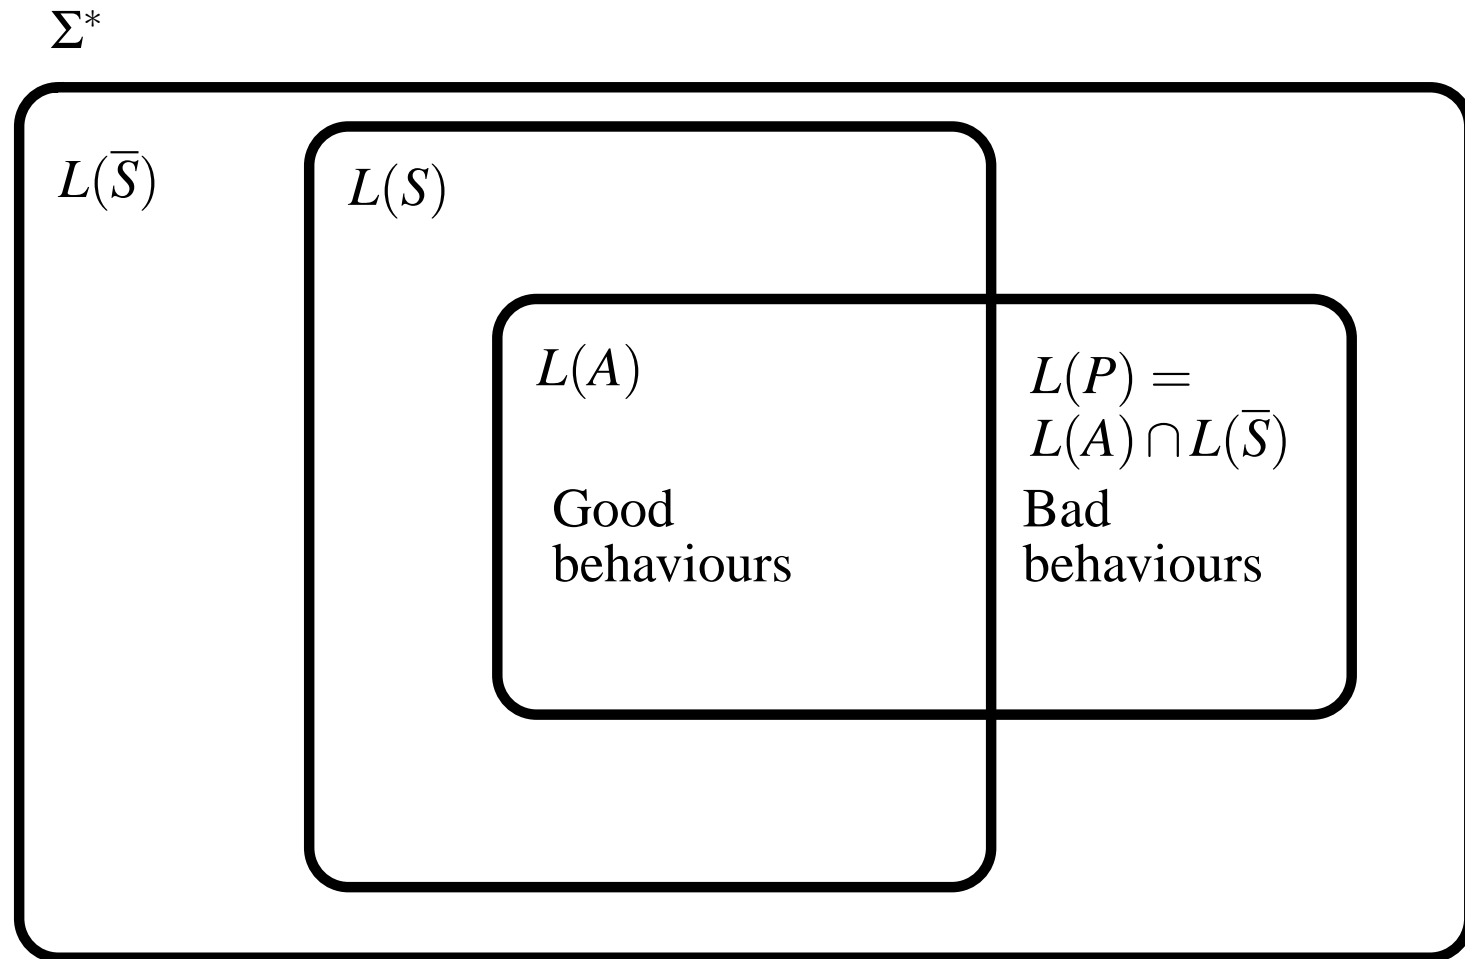 Σ*
L(S̅)
L(S)
L(A)
L(P) =
L(A) ∩ L(S̅)
Good
behaviours
Bad
behaviours